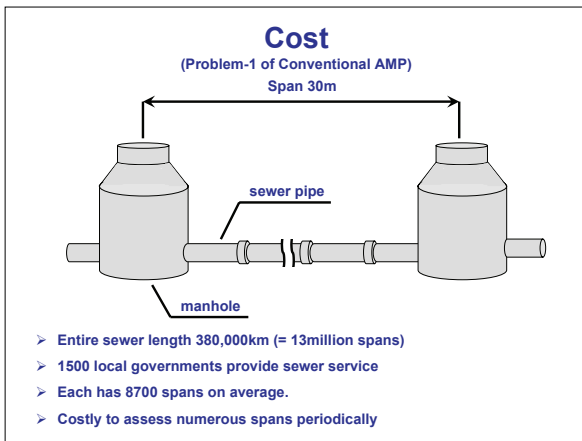 Cost
(Problem-1 of Conventional AMP)
Span 30m
sewer pipe
manhole
➢ Entire sewer length 380,000km (= 13million spans)
➢ 1500 local governments provide sewer service
➢ Each has 8700 spans on average.
➢ Costly to assess numerous spans periodically